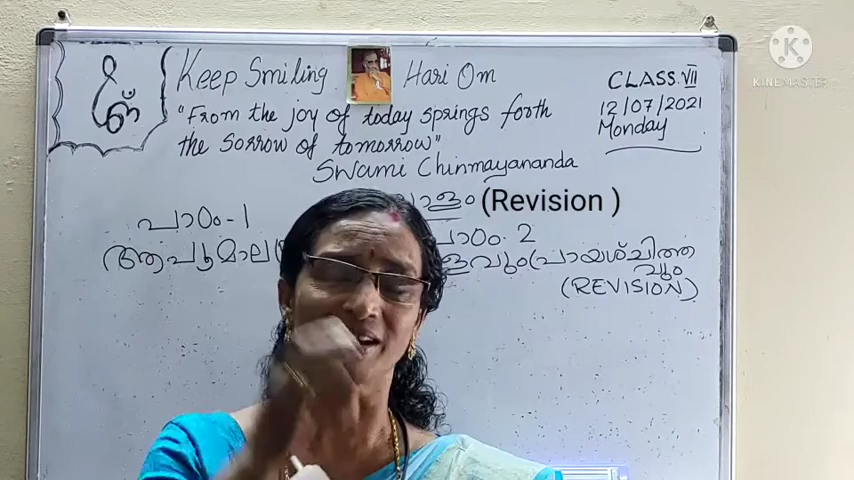 ഓം
Keep Smiling Hari Om
"From the Joy of today springs forth
the Sorrow of tomorrow"
Swami Chinmayananda
CLASS. VII
12/07/2021
Monday
(Revision)
പാഠം-1
പാഠം. 2
ആ പൂമാല
പ്രായശ്ചിത്ത
വും
(REVISION)
K
KINEMASTER